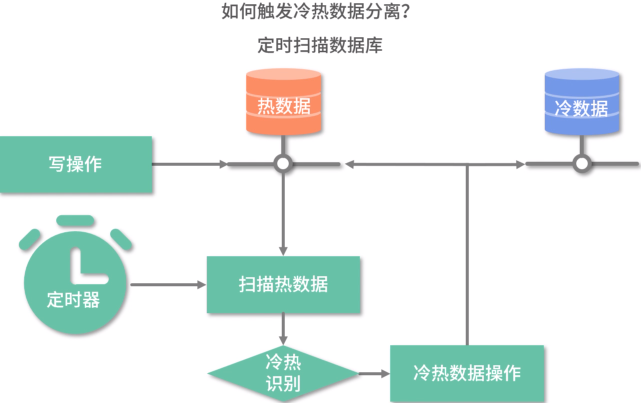 如何触发冷热数据分离？
定时扫描数据库
热数据
冷数据
写操作
定时器
扫描热数据
冷热
识别
冷热数据操作